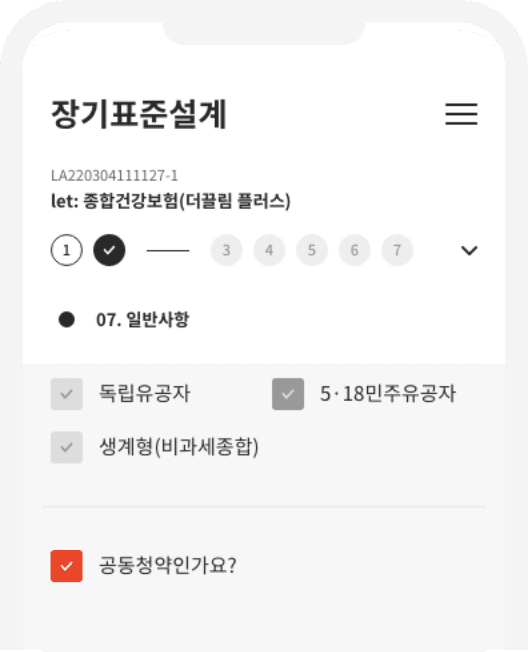 장기표준설계
LA220304111127-1
let: 종합건강보험(더끌림 플러스)
1 3 4 5 6 7
07. 일반사항
독립유공자 5·18민주유공자
생계형(비과세종합)
공동청약인가요?